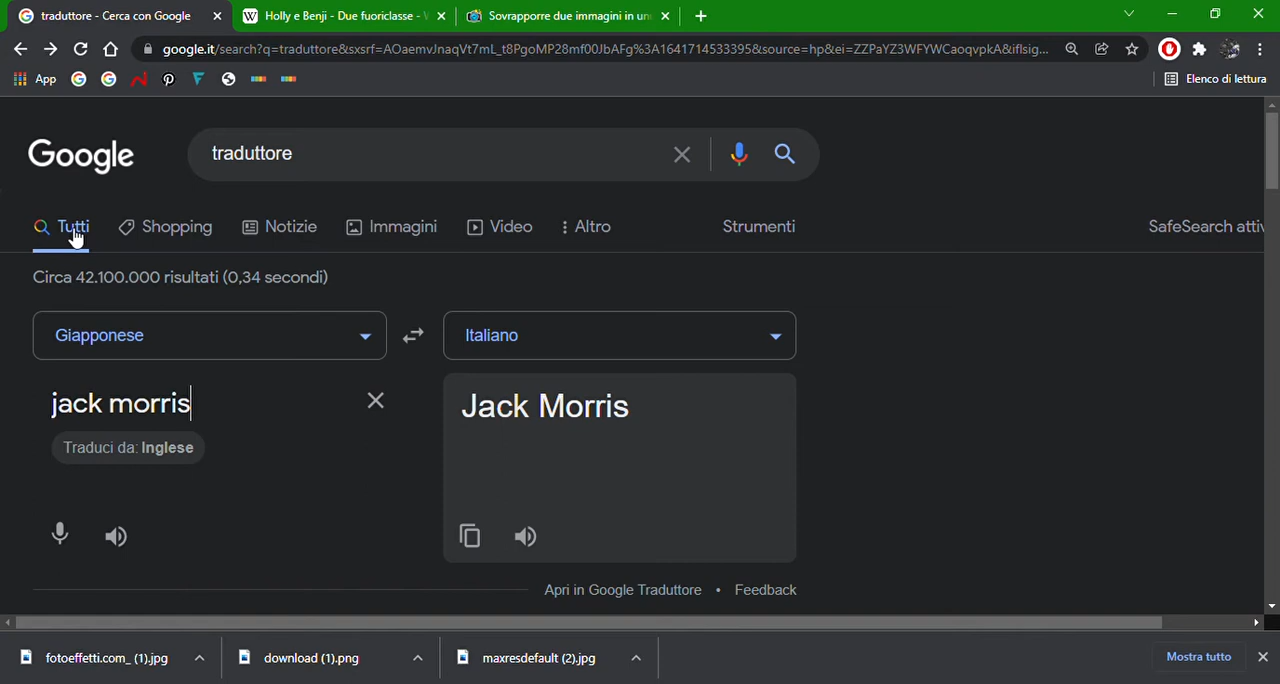 traduttore - Cerca con Google
Holly e Benji - Due fuoriclasse -
Sovrapporre due immagini in un
google.it/search?q=traduttore&sxsrf=AOaemvJnaqVt7mL_t8PgoMP28mf00JbAFg%3A1641714533395&source=hp&ei=ZZPaYZ3WFYWCaoqvpkA&iflsig...
App
Elenco di lettura
Google
traduttore
Tutti
Shopping
Notizie
Immagini
Video
Altro
Strumenti
SafeSearch attiv
Circa 42.100.000 risultati (0,34 secondi)
Giapponese
Italiano
jack morris
Jack Morris
Traduci da: Inglese
Apri in Google Traduttore • Feedback
fotoeffetti.com_ (1).jpg
download (1).png
maxresdefault (2).jpg
Mostra tutto